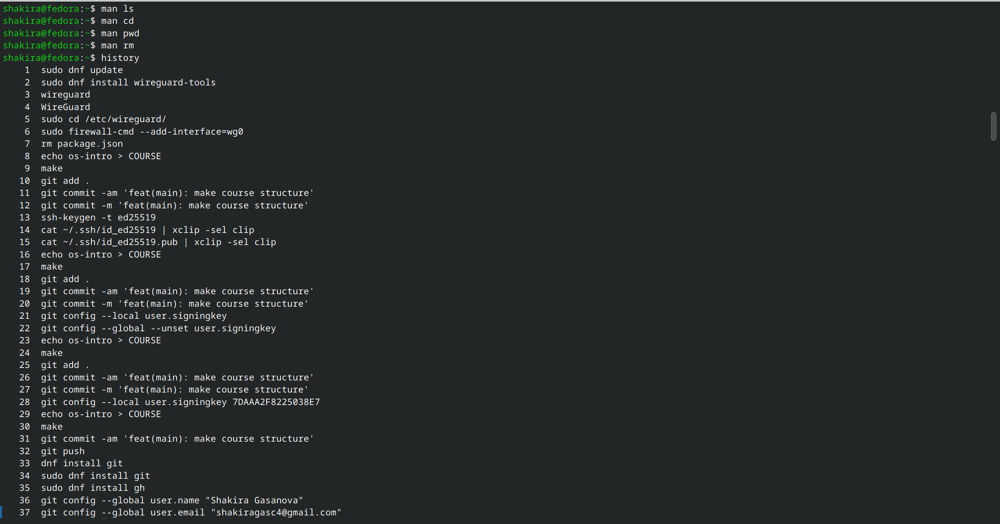 shakira@fedora:~$ man ls
shakira@fedora:~$ man cd
shakira@fedora:~$ man pwd
shakira@fedora:~$ man rm
shakira@fedora:~$ history
1 sudo dnf update
2 sudo dnf install wireguard-tools
3 wireguard
4 WireGuard
5 sudo cd /etc/wireguard/
6 sudo firewall-cmd --add-interface=wg0
7 rm package.json
8 echo os-intro > COURSE
9 make
10 git add .
11 git commit -am 'feat(main): make course structure'
12 git commit -m 'feat(main): make course structure'
13 ssh-keygen -t ed25519
14 cat ~/.ssh/id_ed25519 | xclip -sel clip
15 cat ~/.ssh/id_ed25519.pub | xclip -sel clip
16 echo os-intro > COURSE
17 make
18 git add .
19 git commit -am 'feat(main): make course structure'
20 git commit -m 'feat(main): make course structure'
21 git config --local user.signingkey
22 git config --global --unset user.signingkey
23 echo os-intro > COURSE
24 make
25 git add .
26 git commit -am 'feat(main): make course structure'
27 git commit -m 'feat(main): make course structure'
28 git config --local user.signingkey 7DAAA2F8225038E7
29 echo os-intro > COURSE
30 make
31 git commit -am 'feat(main): make course structure'
32 git push
33 dnf install git
34 sudo dnf install git
35 sudo dnf install gh
36 git config --global user.name "Shakira Gasanova"
37 git config --global user.email "shakiragasc4@gmail.com"